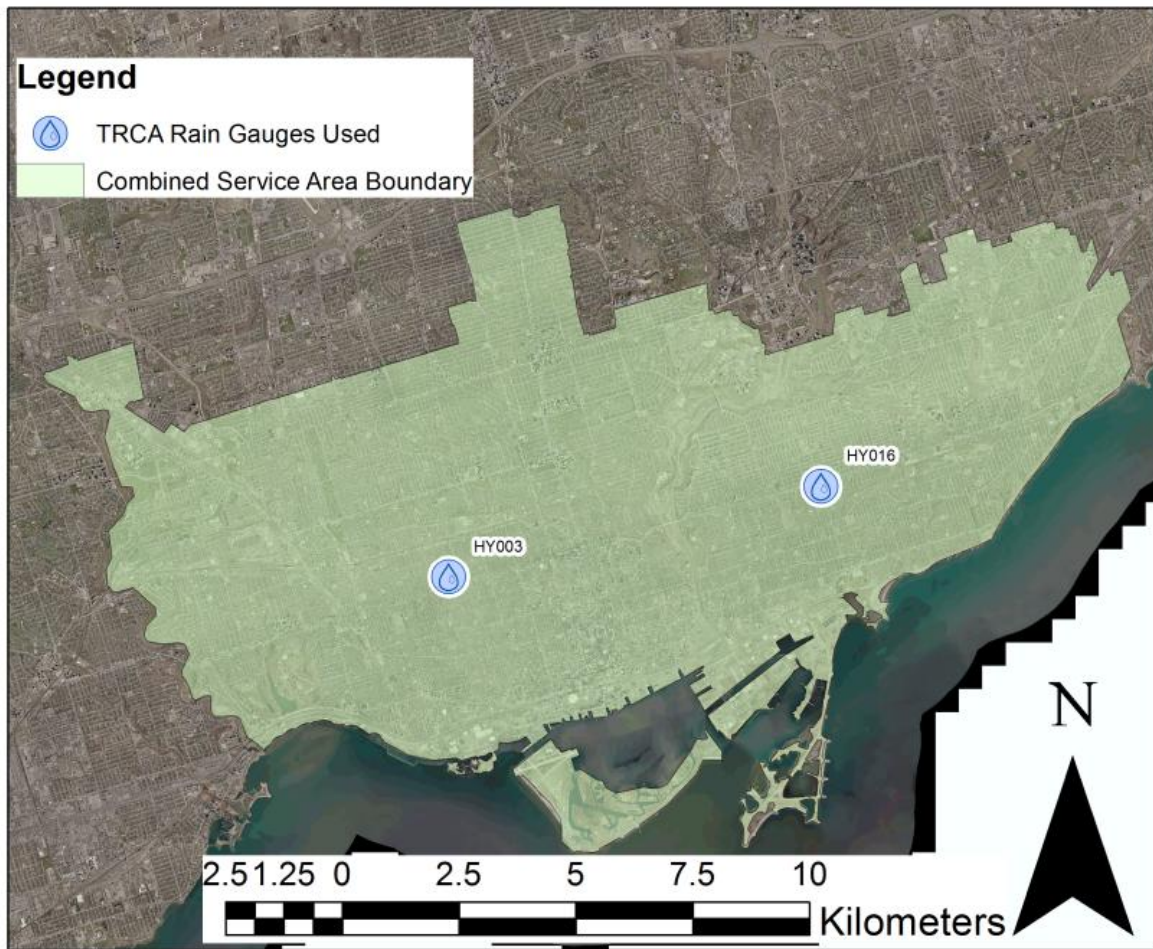 Legend
TRCA Rain Gauges Used
Combined Service Area Boundary
HY016
HY003
N
2.5 1.25 0 2.5 5 7.5 10
Kilometers